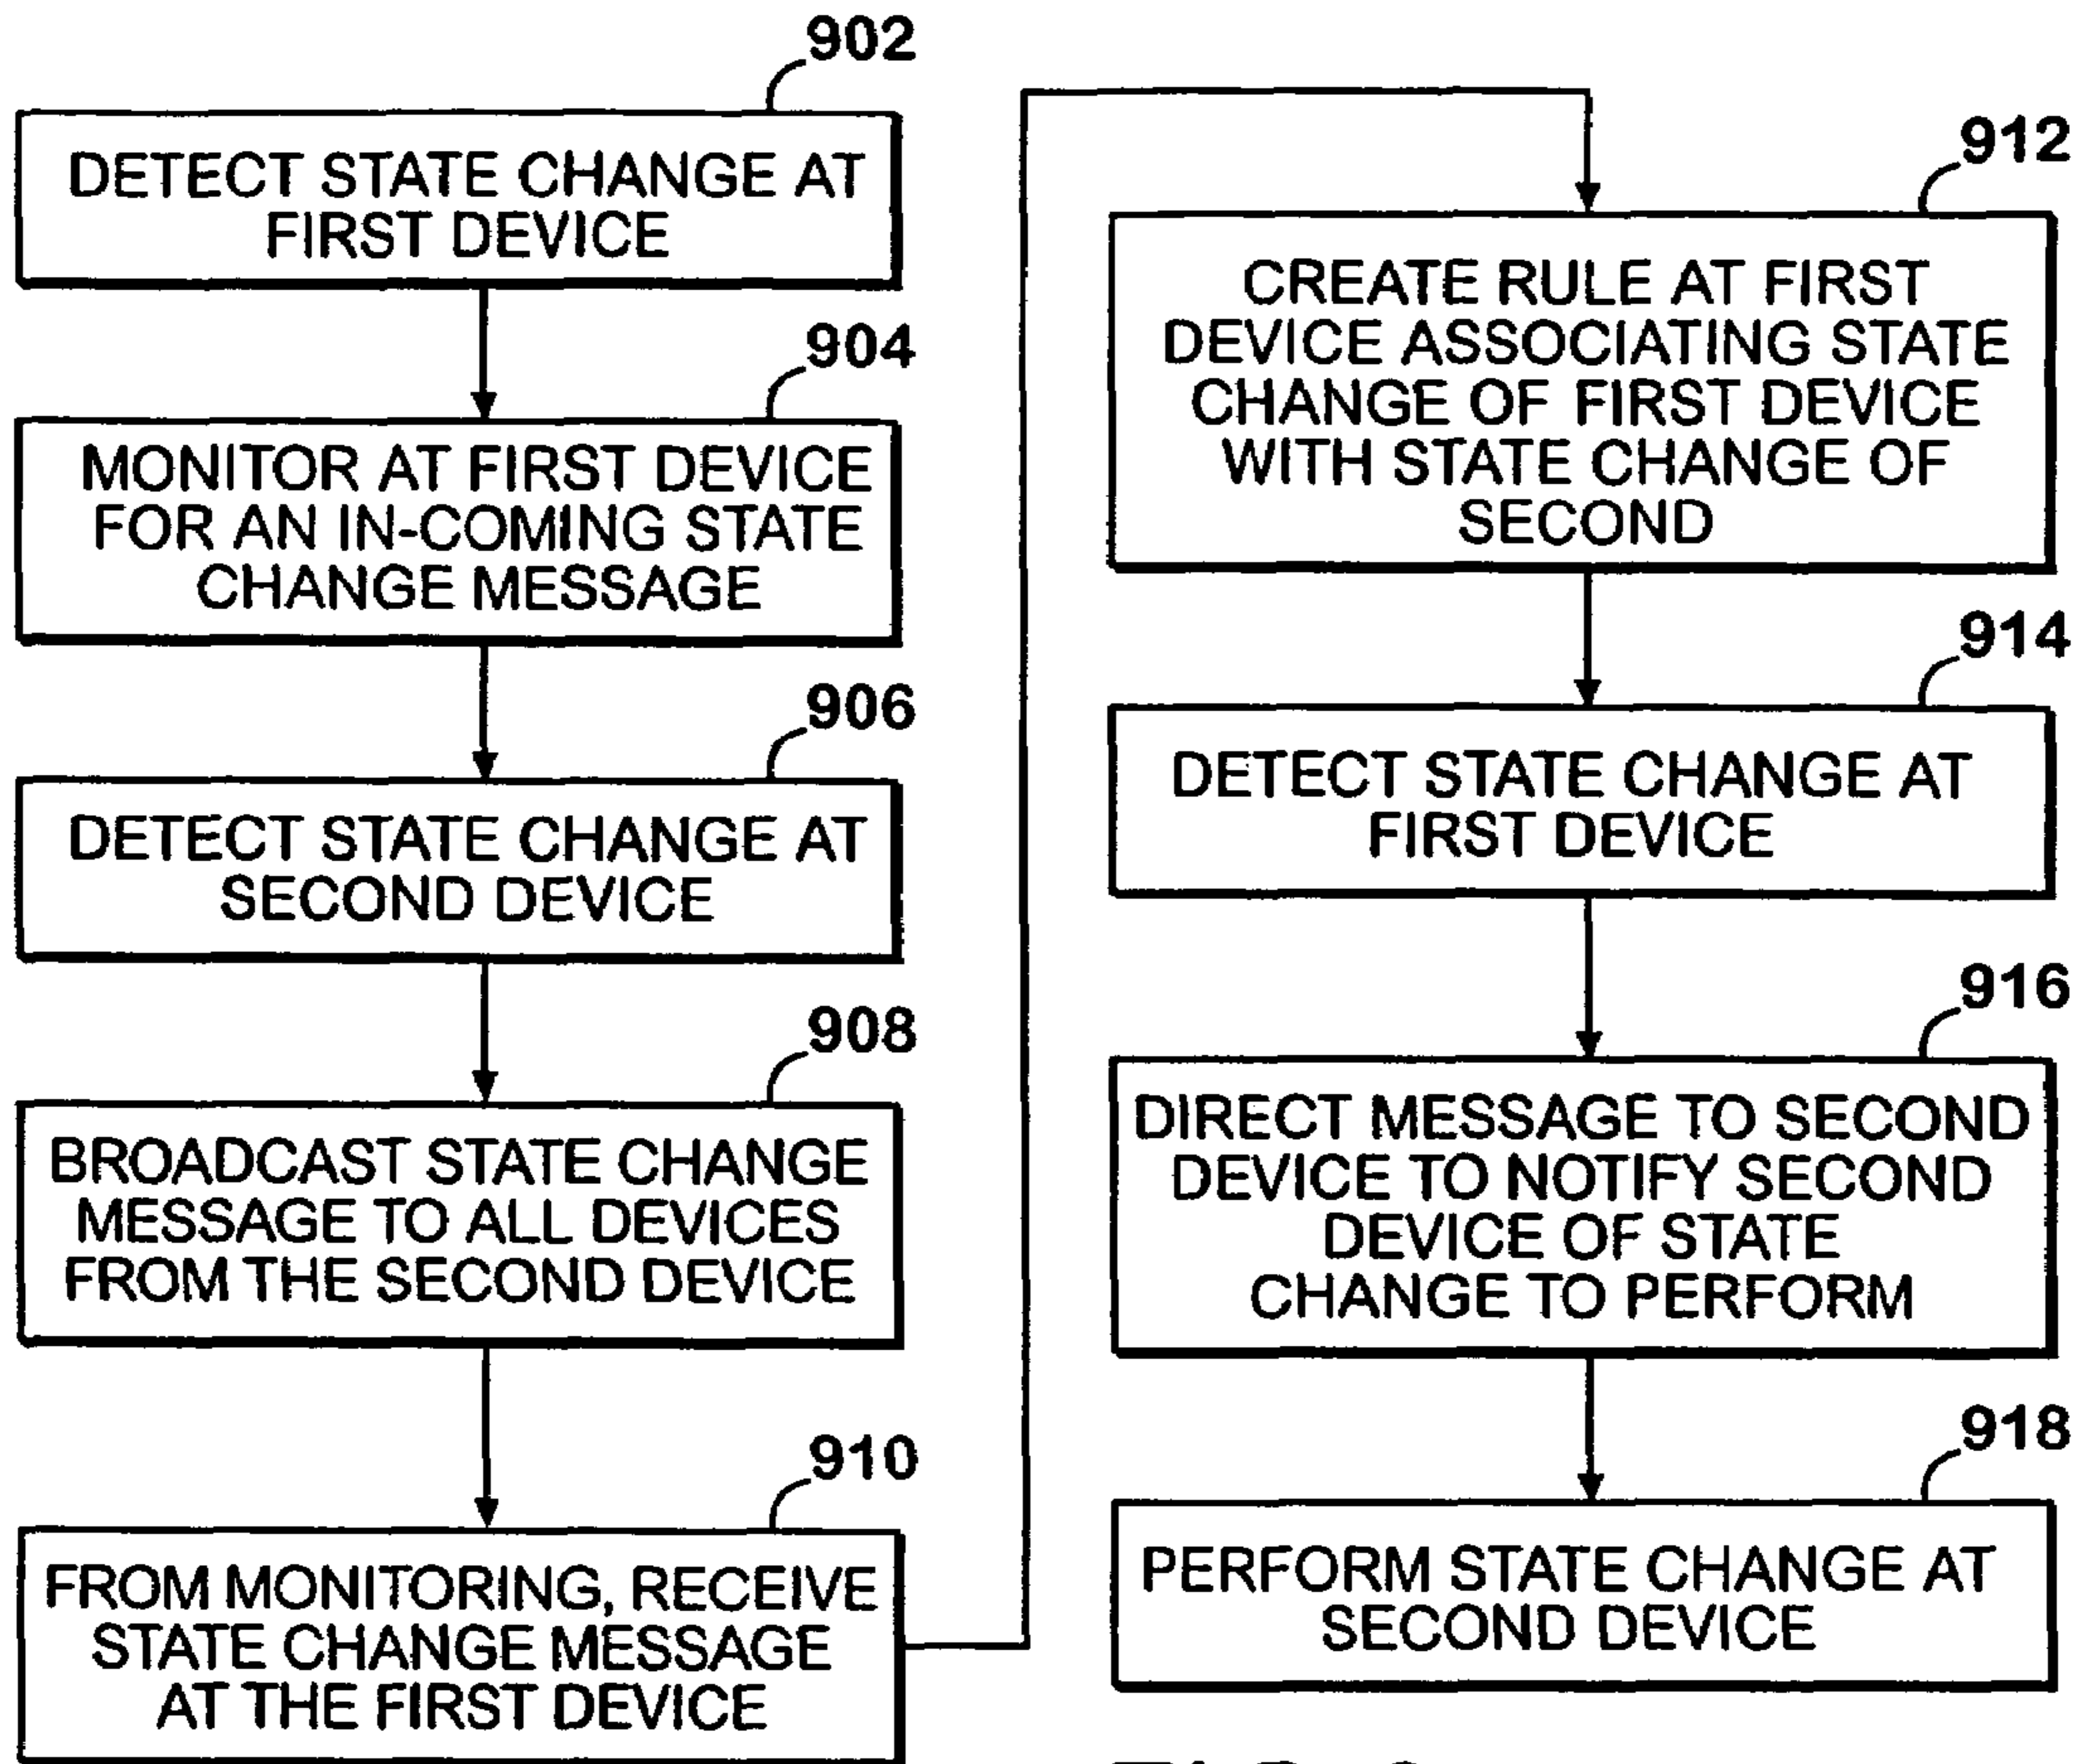 902
DETECT STATE CHANGE AT
FIRST DEVICE
904
MONITOR AT FIRST DEVICE
FOR AN IN-COMING STATE
CHANGE MESSAGE
906
DETECT STATE CHANGE AT
SECOND DEVICE
908
BROADCAST STATE CHANGE
MESSAGE TO ALL DEVICES
FROM THE SECOND DEVICE
910
FROM MONITORING, RECEIVE
STATE CHANGE MESSAGE
AT THE FIRST DEVICE
912
CREATE RULE AT FIRST
DEVICE ASSOCIATING STATE
CHANGE OF FIRST DEVICE
WITH STATE CHANGE OF
SECOND
914
DETECT STATE CHANGE AT
FIRST DEVICE
916
DIRECT MESSAGE TO SECOND
DEVICE TO NOTIFY SECOND
DEVICE OF STATE
CHANGE TO PERFORM
918
PERFORM STATE CHANGE AT
SECOND DEVICE